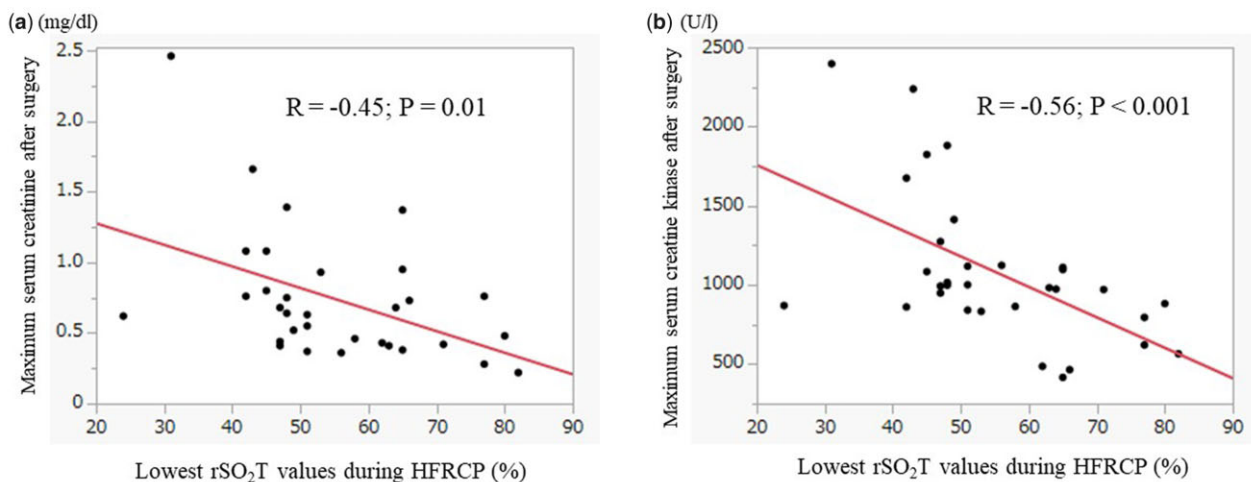 (a) (mg/dl)
Maximum serum creatinine after surgery
2.5
2.0
1.5
1.0
0.5
0
R = -0.45; P = 0.01
20 30 40 50 60 70 80 90
Lowest rSO₂T values during HFRCP (%)
(b) (U/l)
Maximum serum creatine kinase after surgery
2500
2000
1500
1000
500
R = -0.56; P < 0.001
20 30 40 50 60 70 80 90
Lowest rSO₂T values during HFRCP (%)